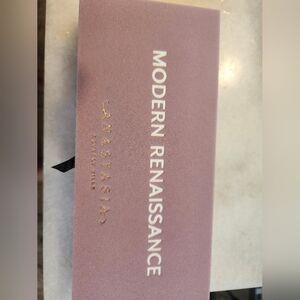 MODERN RENAISSANCE
ANASTASIA
BEVERLY HILLS